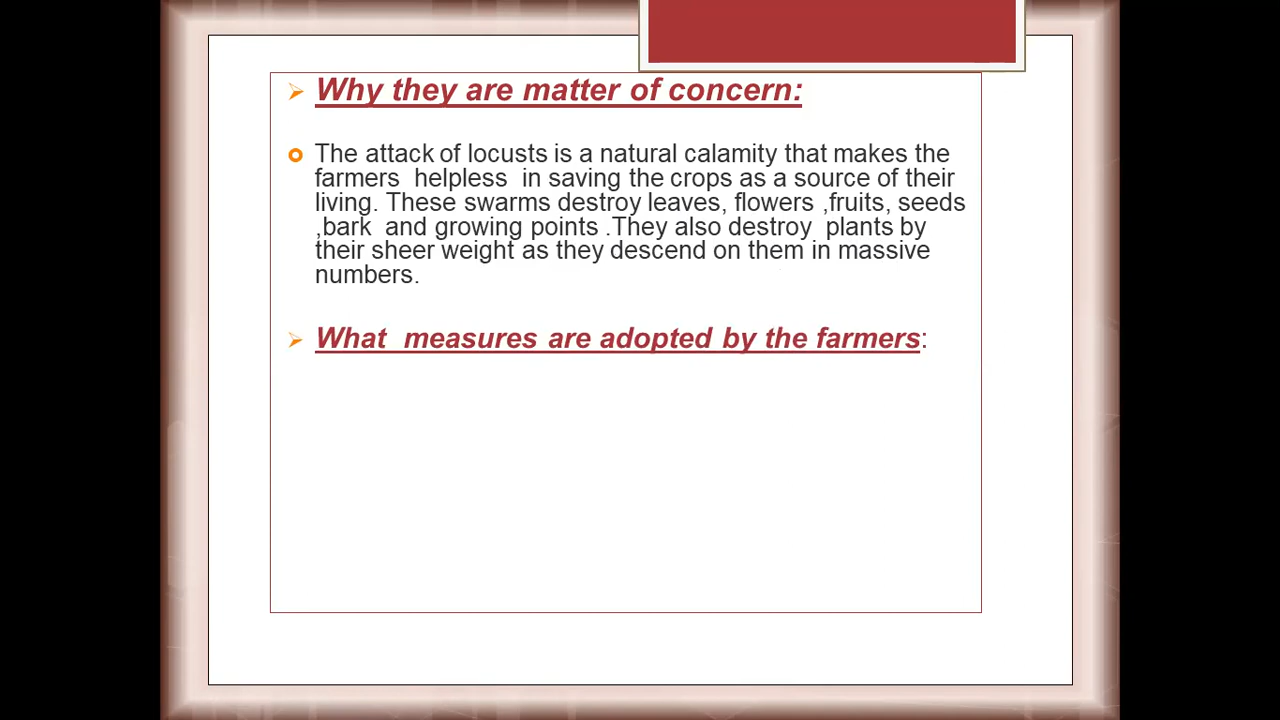 Why they are matter of concern:
The attack of locusts is a natural calamity that makes the
farmers  helpless  in saving the crops as a source of their
living. These swarms destroy leaves, flowers ,fruits, seeds
,bark  and growing points .They also destroy  plants by
their sheer weight as they descend on them in massive
numbers.
What  measures are adopted by the farmers: